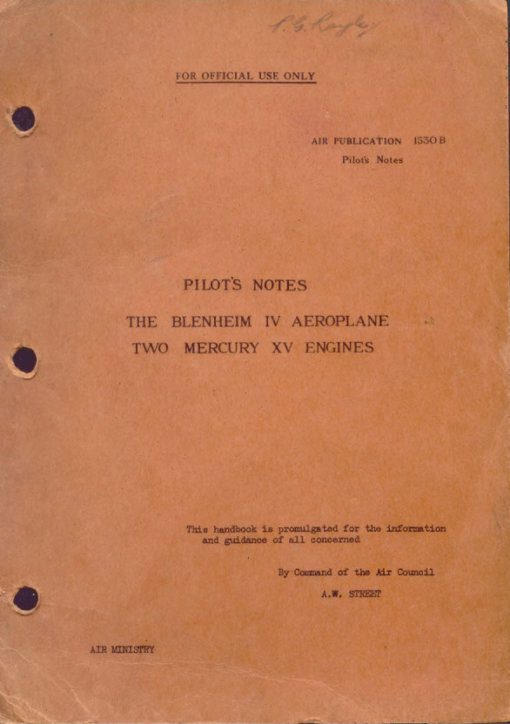 FOR OFFICIAL USE ONLY
AIR PUBLICATION 1530 B
Pilot's Notes
PILOT'S NOTES
THE BLENHEIM IV AEROPLANE
TWO MERCURY XV ENGINES
This handbook is promulgated for the information
and guidance of all concerned
By Command of the Air Council
A.W. STREET
AIR MINISTRY